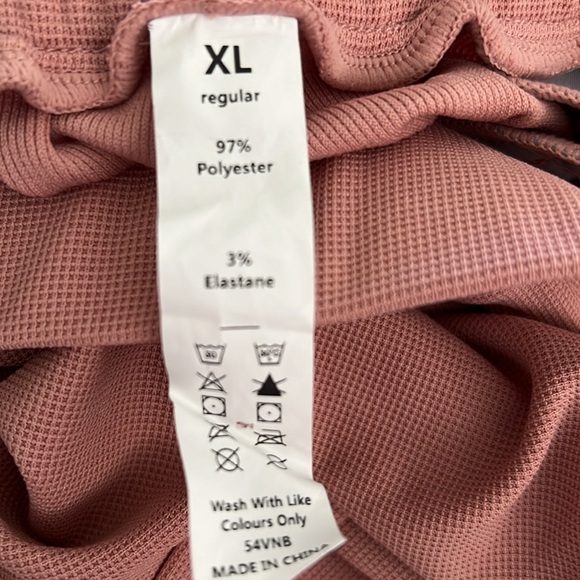 XL
regular
97%
Polyester
3%
Elastane
Wash With Like
Colours Only
54VNB
MADE IN CHINA